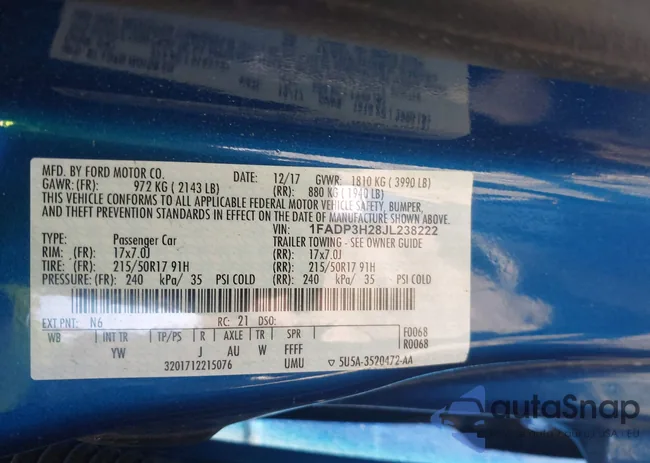 MFD. BY FORD MOTOR CO. DATE: 12/17 GVWR: 1810 KG ( 3990 LB)
GAWR: (FR): 972 KG ( 2143 LB) (RR): 880 KG (1940 LB)
THIS VEHICLE CONFORMS TO ALL APPLICABLE FEDERAL MOTOR VEHICLE SAFETY, BUMPER,
AND THEFT PREVENTION STANDARDS IN EFFECT ON THE DATE OF MANUFACTURE SHOWN ABOVE.
VIN: 1FADP3H28JL238222
TYPE: Passenger Car TRAILER TOWING - SEE OWNER GUIDE
RIM: (FR) 17x7.0J (RR): 17x7.0J
TIRE: (FR) 215/50R17 91H (RR): 215/50R17 91H
PRESSURE: (FR) 240 kPa/ 35 PSI COLD (RR) 240 kPa/ 35 PSI COLD
EXT PNT: N6 RC: 21 DSO: F0068
WB INT TR TP/PS R AXLE TR SPR R0068
YW J AU W FFFF
3201712215076 UMU ▽ 5U5A-3520472-AA
autoSnap